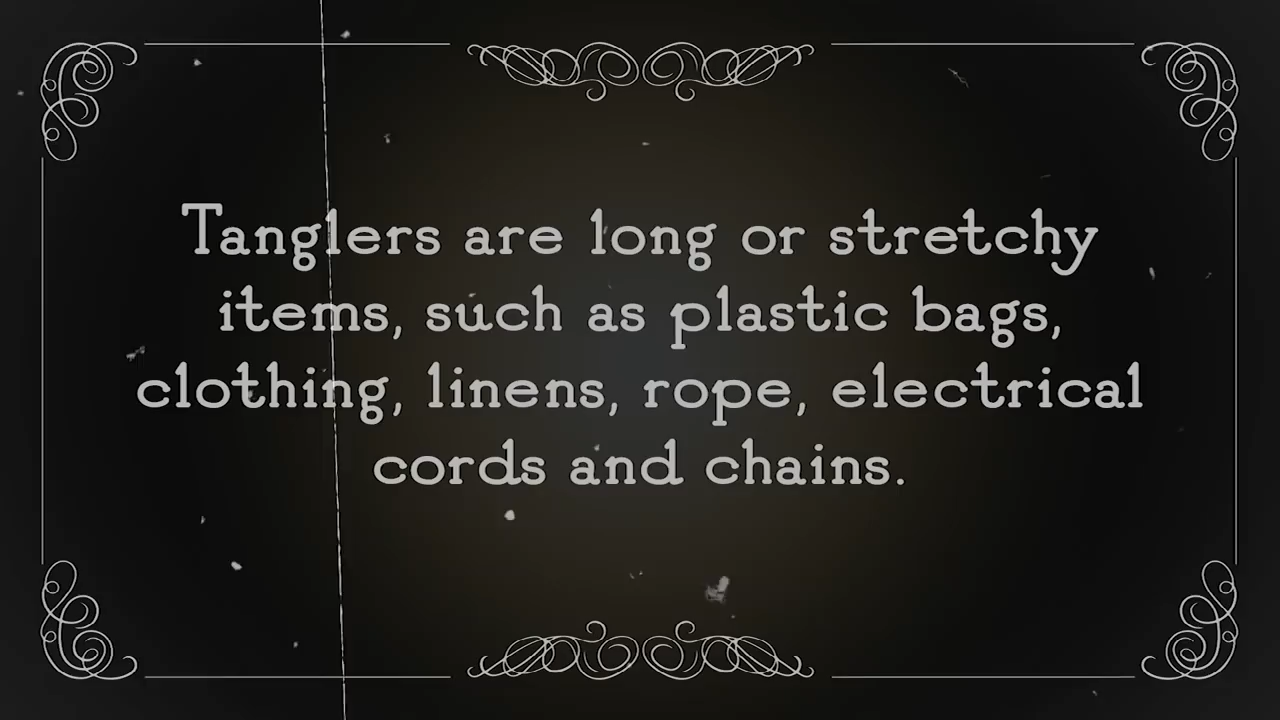 Tanglers are long or stretchy
items, such as plastic bags,
clothing, linens, rope, electrical
cords and chains.